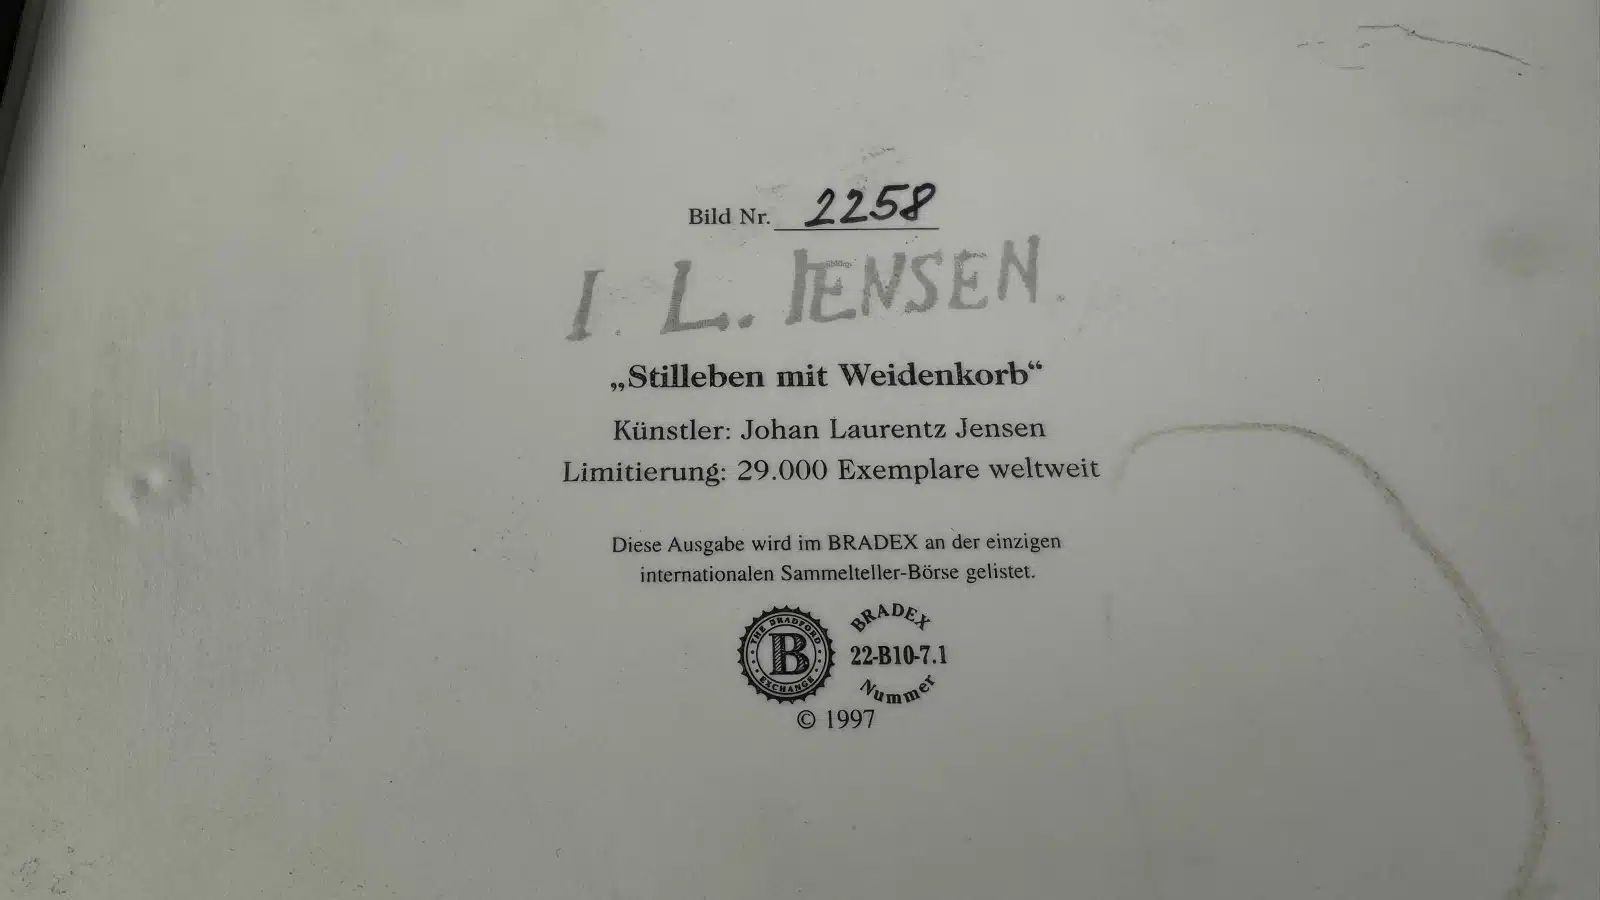 Bild Nr. 2258
I. L. IENSEN.
„Stilleben mit Weidenkorb“
Künstler: Johan Laurentz Jensen
Limitierung: 29.000 Exemplare weltweit
Diese Ausgabe wird im BRADEX an der einzigen
internationalen Sammelteller-Börse gelistet.
THE BRADFORD
B
EXCHANGE
BRADEX
22-B10-7.1
Nummer
© 1997